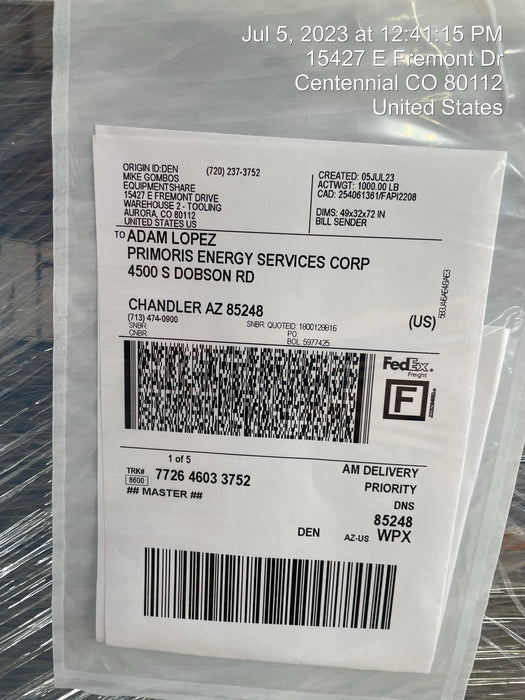 Jul 5, 2023 at 12:41:15 PM
15427 E Fremont Dr
Centennial CO 80112
United States
ORIGIN ID:DEN (720) 237-3752
MIKE GOMBOS
EQUIPMENTSHARE
15427 E FREMONT DRIVE
WAREHOUSE 2 - TOOLING
AURORA, CO 80112
UNITED STATES US
CREATED: 05JUL23
ACTWGT: 1000.00 LB
CAD: 254061361/FAPI2208
DIMS: 49x32x72 IN
BILL SENDER
TO ADAM LOPEZ
PRIMORIS ENERGY SERVICES CORP
4500 S DOBSON RD
CHANDLER AZ 85248
(US)
(713) 474-0900
SNBR
CNBR
SNBR: QUOTEID: 1800129816
PO:
BOL: 5977425
FedEx®
Freight
F
1 of 5
TRK# 7726 4603 3752
8600
## MASTER ##
AM DELIVERY
PRIORITY
DNS
85248
DEN AZ-US WPX